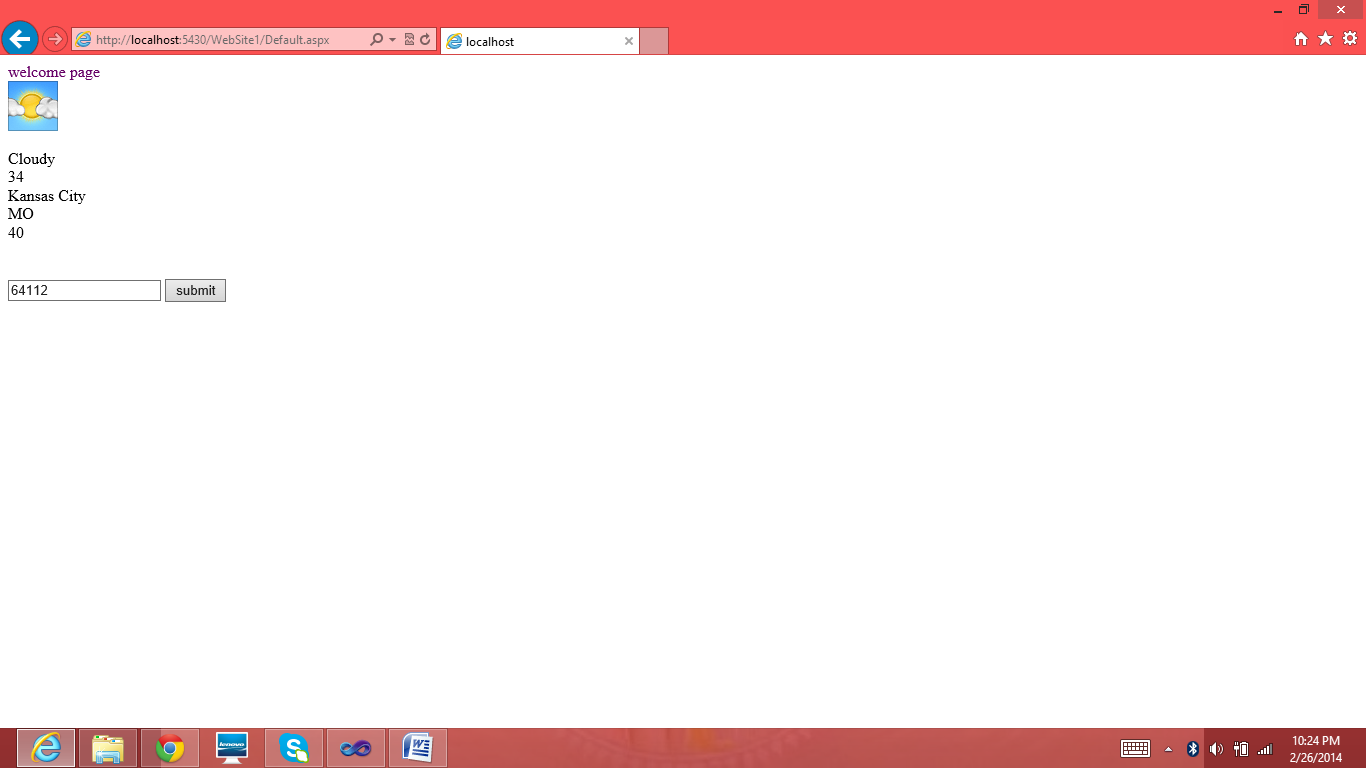 http://localhost:5430/WebSite1/Default.aspx
localhost
welcome page
Cloudy
34
Kansas City
MO
40
64112
submit
lenovo
10:24 PM
2/26/2014